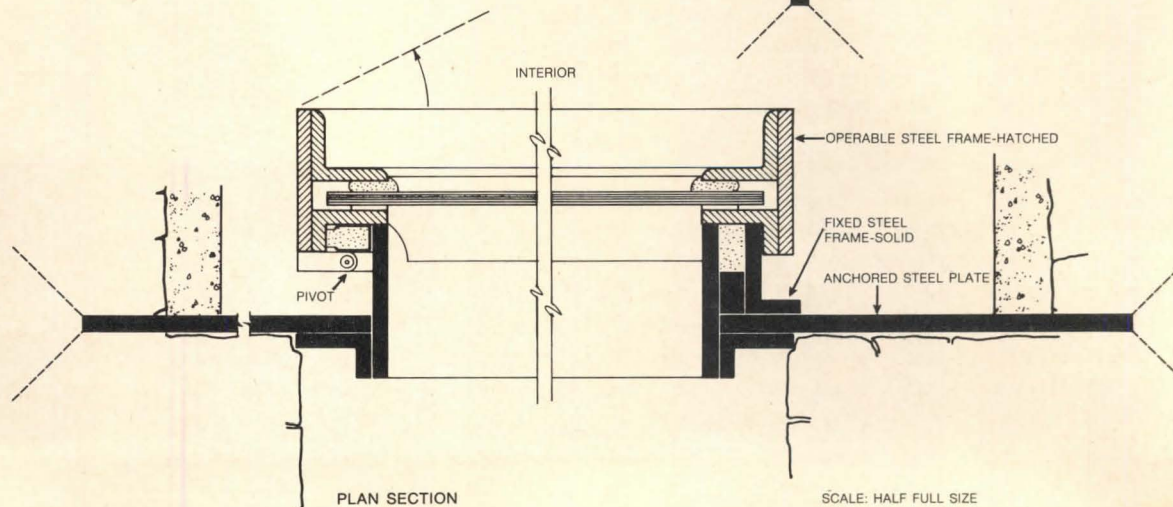 INTERIOR
OPERABLE STEEL FRAME-HATCHED
FIXED STEEL
FRAME-SOLID
ANCHORED STEEL PLATE
PIVOT
PLAN SECTION
SCALE: HALF FULL SIZE